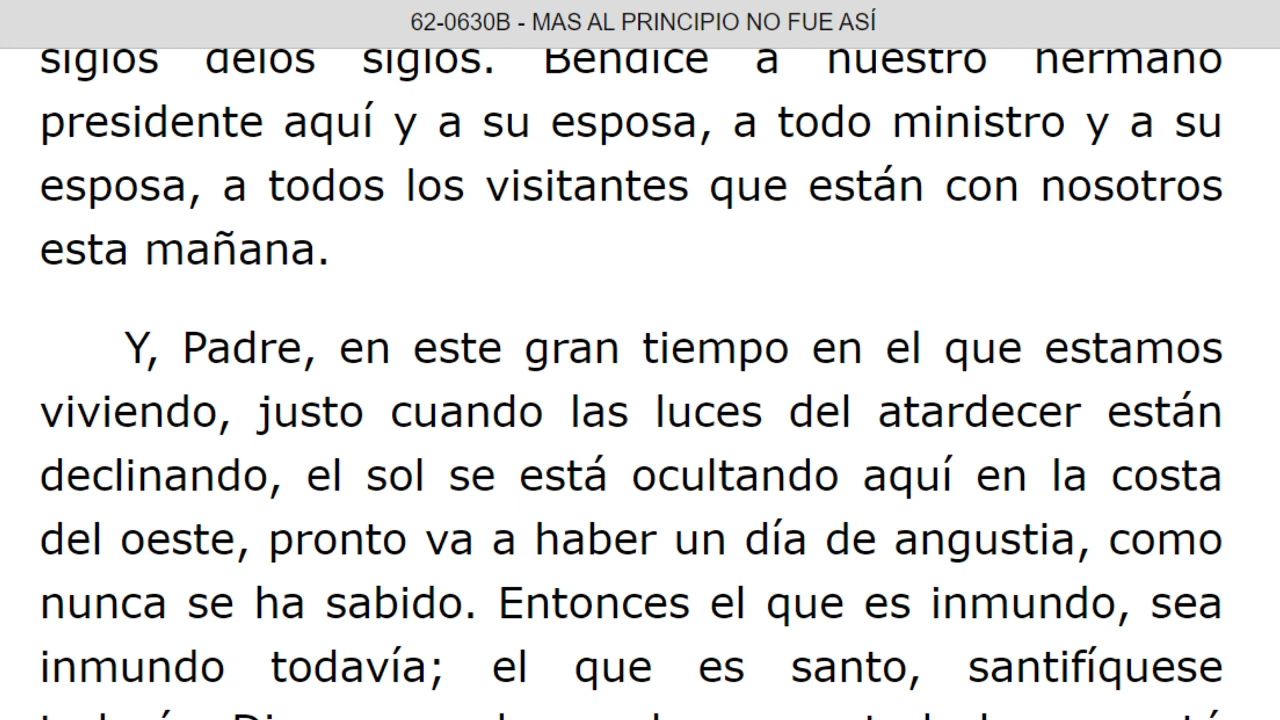 62-0630B - MAS AL PRINCIPIO NO FUE ASÍ
siglos delos siglos. Bendice a nuestro hermano
presidente aquí y a su esposa, a todo ministro y a su
esposa, a todos los visitantes que están con nosotros
esta mañana.
Y, Padre, en este gran tiempo en el que estamos
viviendo, justo cuando las luces del atardecer están
declinando, el sol se está ocultando aquí en la costa
del oeste, pronto va a haber un día de angustia, como
nunca se ha sabido. Entonces el que es inmundo, sea
inmundo todavía; el que es santo, santifíquese